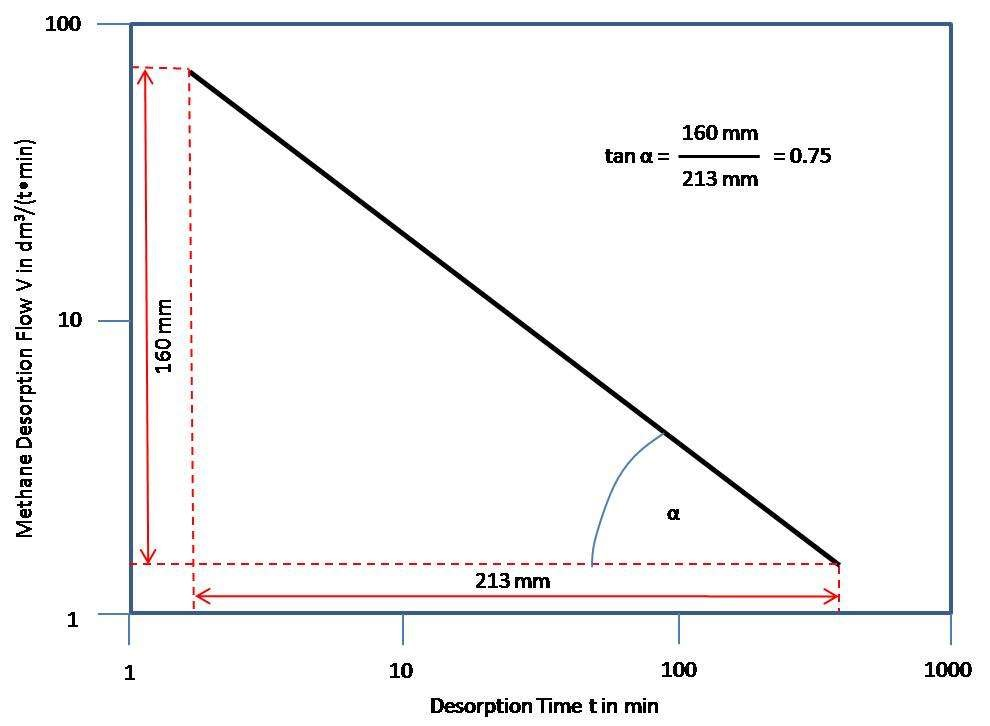 100
10
1
Methane Desorption Flow V in dm³/(t•min)
160 mm
tan α = 160 mm / 213 mm = 0.75
α
213 mm
1
10
100
1000
Desorption Time t in min